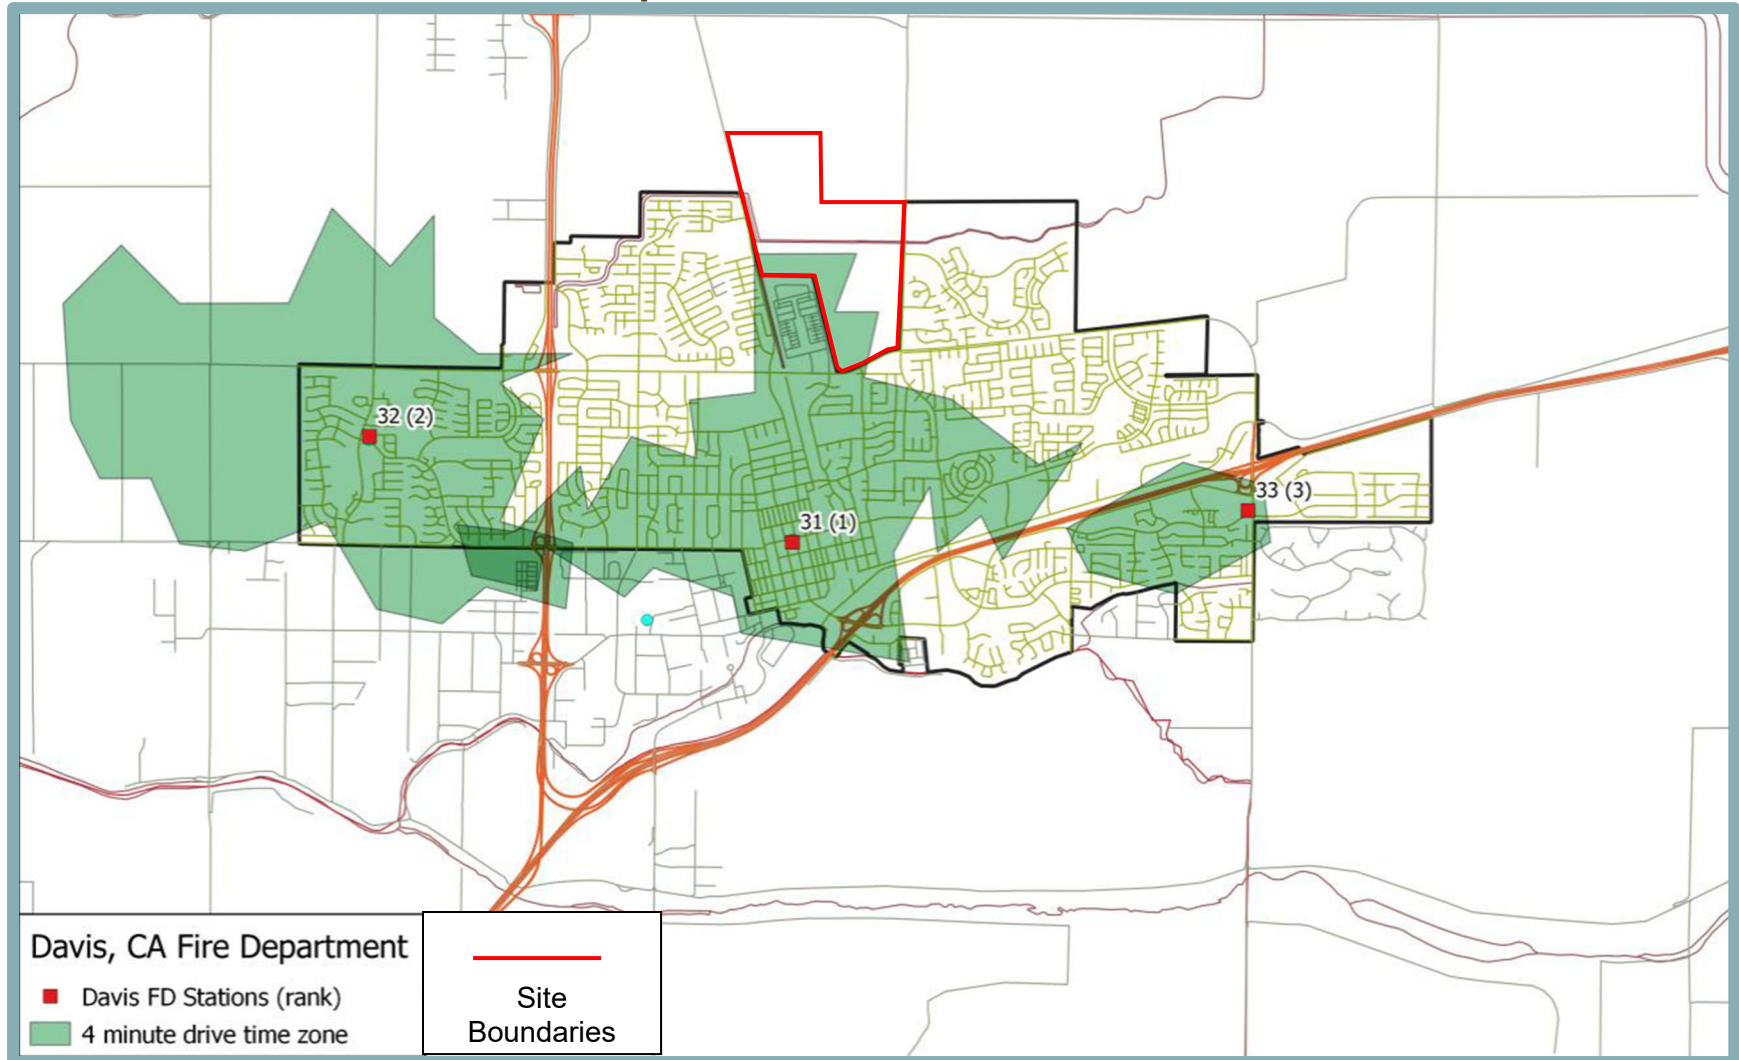 32 (2)
33 (3)
31 (1)
Davis, CA Fire Department
Davis FD Stations (rank)
4 minute drive time zone
Site
Boundaries